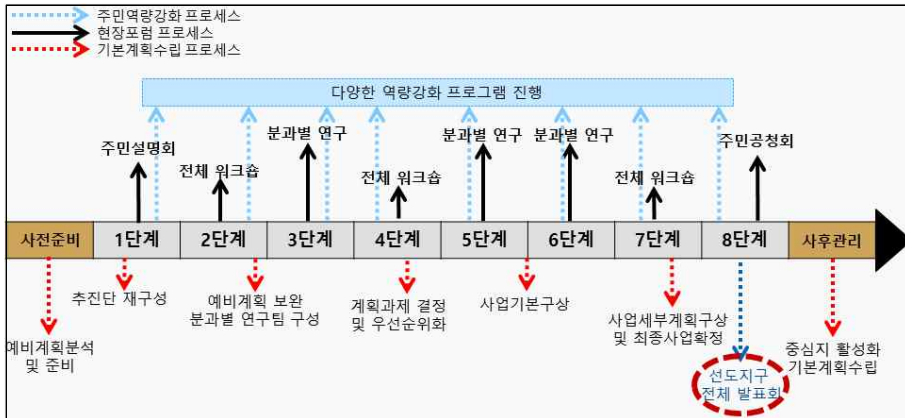 주민역량강화 프로세스
현장포럼 프로세스
기본계획수립 프로세스
다양한 역량강화 프로그램 진행
주민설명회
전체 워크숍
분과별 연구
전체 워크숍
분과별 연구
분과별 연구
전체 워크숍
주민공청회
사전준비
1단계
2단계
3단계
4단계
5단계
6단계
7단계
8단계
사후관리
예비계획분석
및 준비
추진단 재구성
예비계획 보완
분과별 연구팀 구성
계획과제 결정
및 우선순위화
사업기본구상
사업세부계획구상
및 최종사업확정
선도지구
전체 발표회
중심지 활성화
기본계획수립